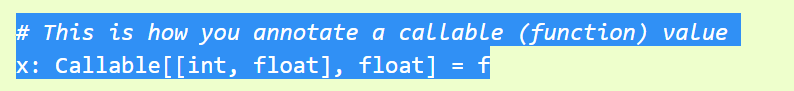 # This is how you annotate a callable (function) value
x: Callable[[int, float], float] = f